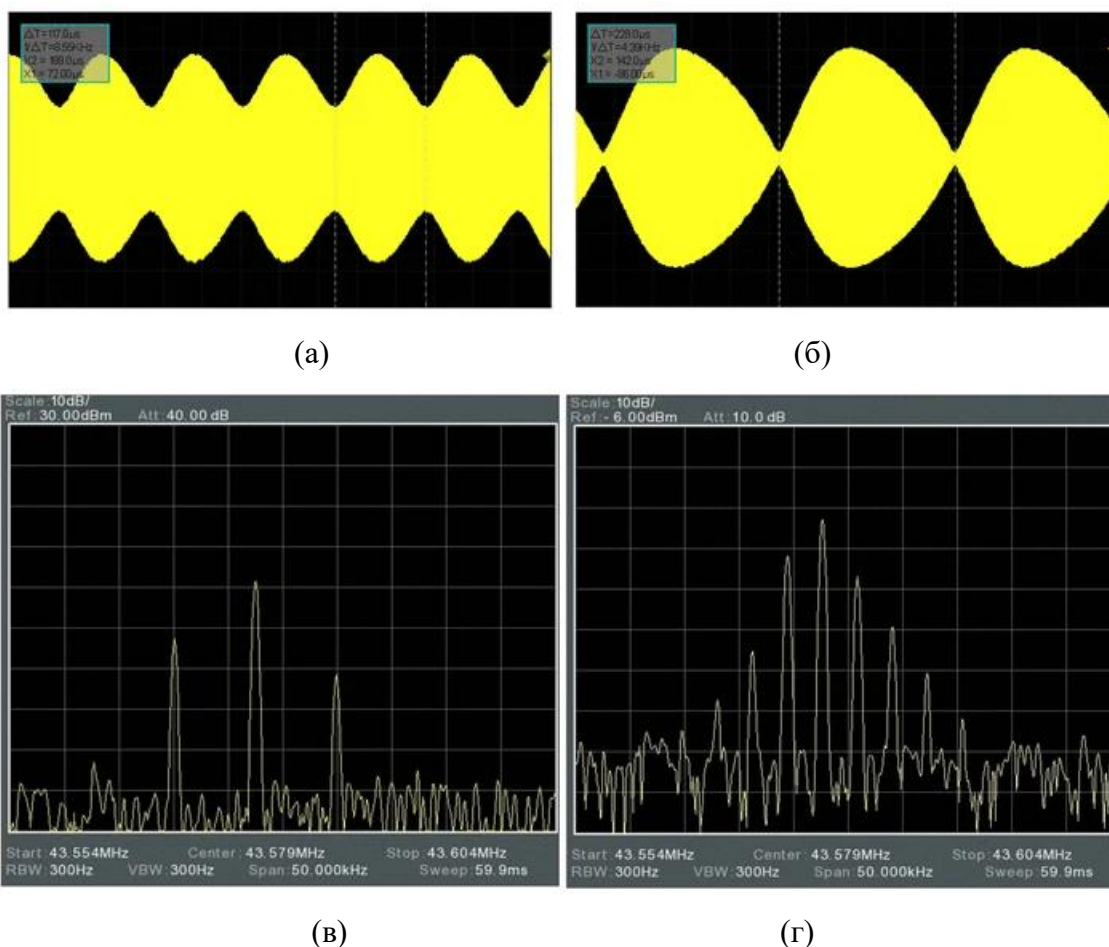 ΔT=117.0μs
1/ΔT=8.55KHz
X2 = 189.0μs
X1 = 72.00μs
ΔT=228.0μs
1/ΔT=4.39KHz
X2 = 142.0μs
X1 = -86.00μs
(а)
(б)
Scale:10dB/
Ref:30.00dBm Att:40.00 dB
Scale:10dB/
Ref:- 6.00dBm Att:10.0 dB
Start:43.554MHz Center:43.579MHz Stop:43.604MHz
RBW:300Hz VBW:300Hz Span:50.000kHz Sweep:59.9ms
Start:43.554MHz Center:43.579MHz Stop:43.604MHz
RBW:300Hz VBW:300Hz Span:50.000kHz Sweep:59.9ms
(в)
(г)